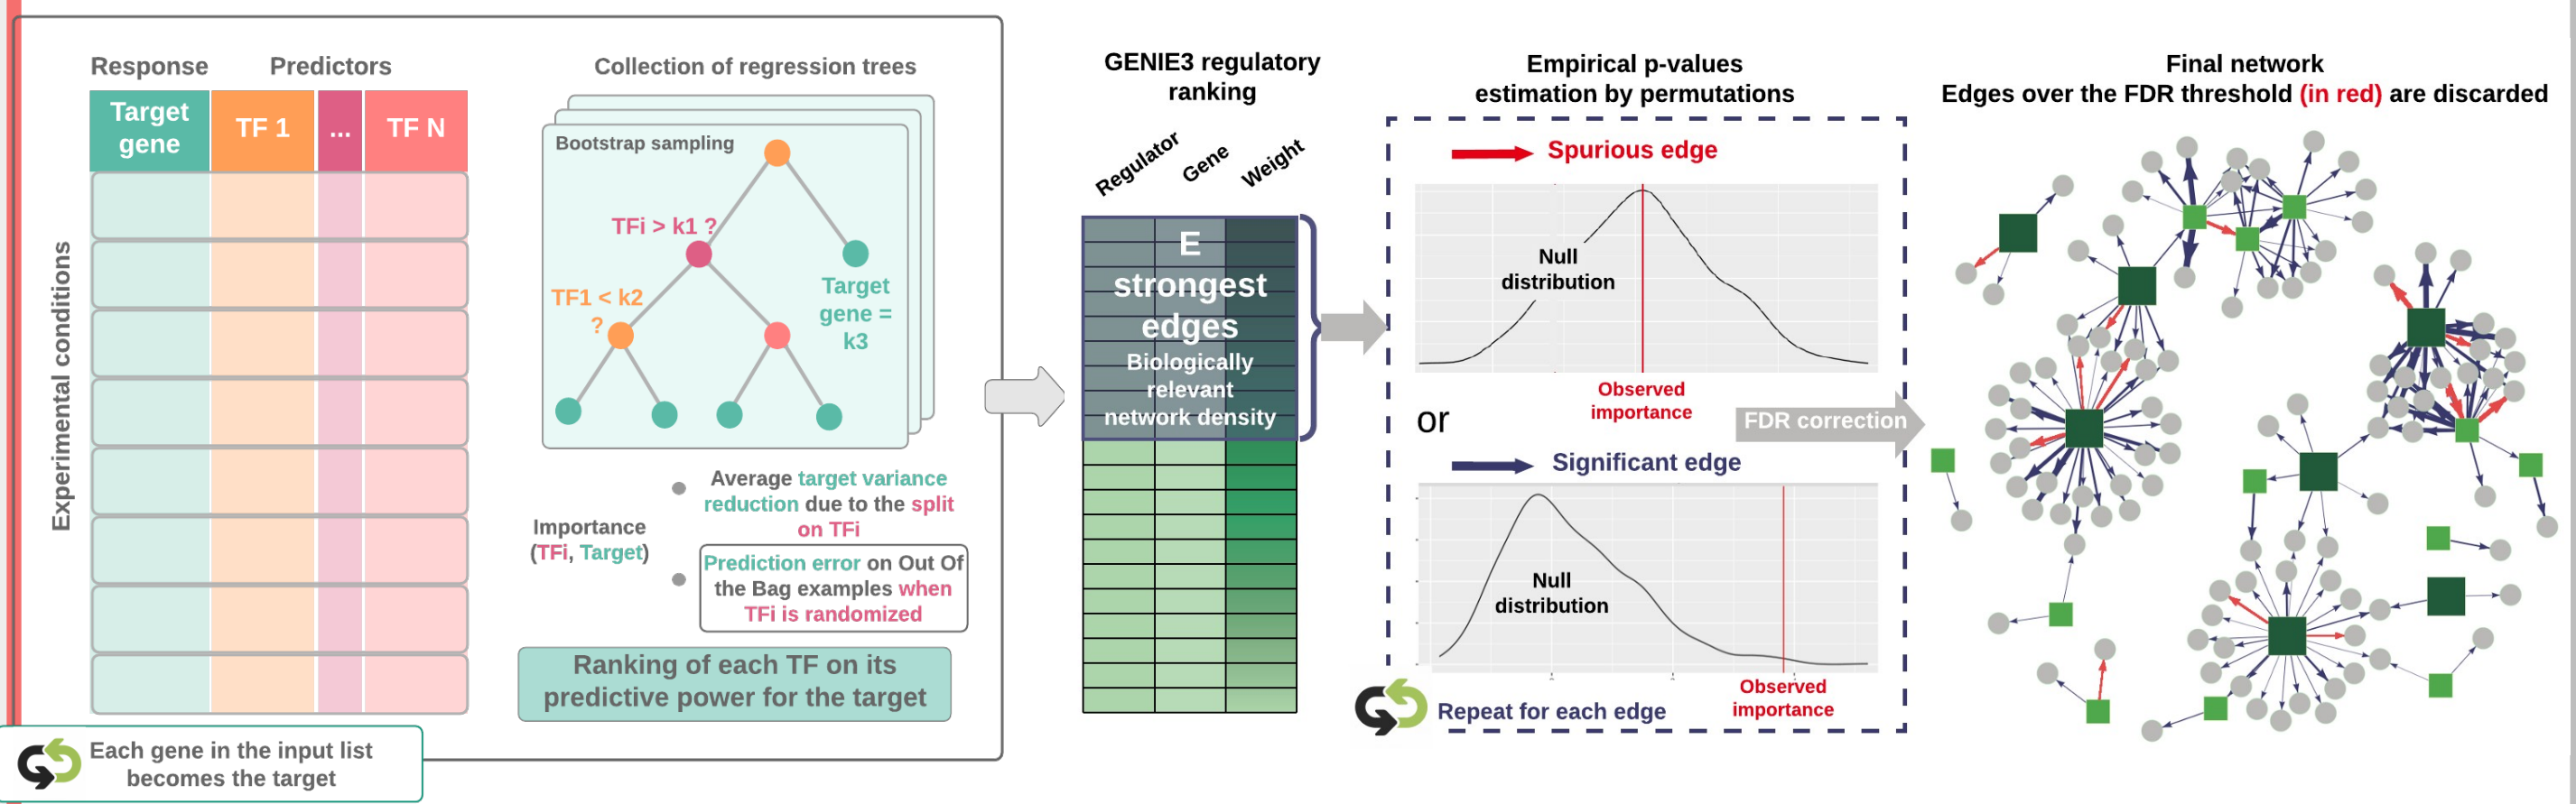 Response
Predictors
Target
gene
TF 1
...
TF N
Experimental conditions
Each gene in the input list
becomes the target
Collection of regression trees
Bootstrap sampling
TFi > k1 ?
TF1 < k2
?
Target
gene =
k3
Importance
(TFi, Target)
Average target variance
reduction due to the split
on TFi
Prediction error on Out Of
the Bag examples when
TFi is randomized
Ranking of each TF on its
predictive power for the target
GENIE3 regulatory
ranking
Regulator
Gene
Weight
E
strongest
edges
Biologically
relevant
network density
Empirical p-values
estimation by permutations
Spurious edge
Null
distribution
Observed
importance
or
Significant edge
Null
distribution
Observed
importance
Repeat for each edge
FDR correction
Final network
Edges over the FDR threshold (in red) are discarded